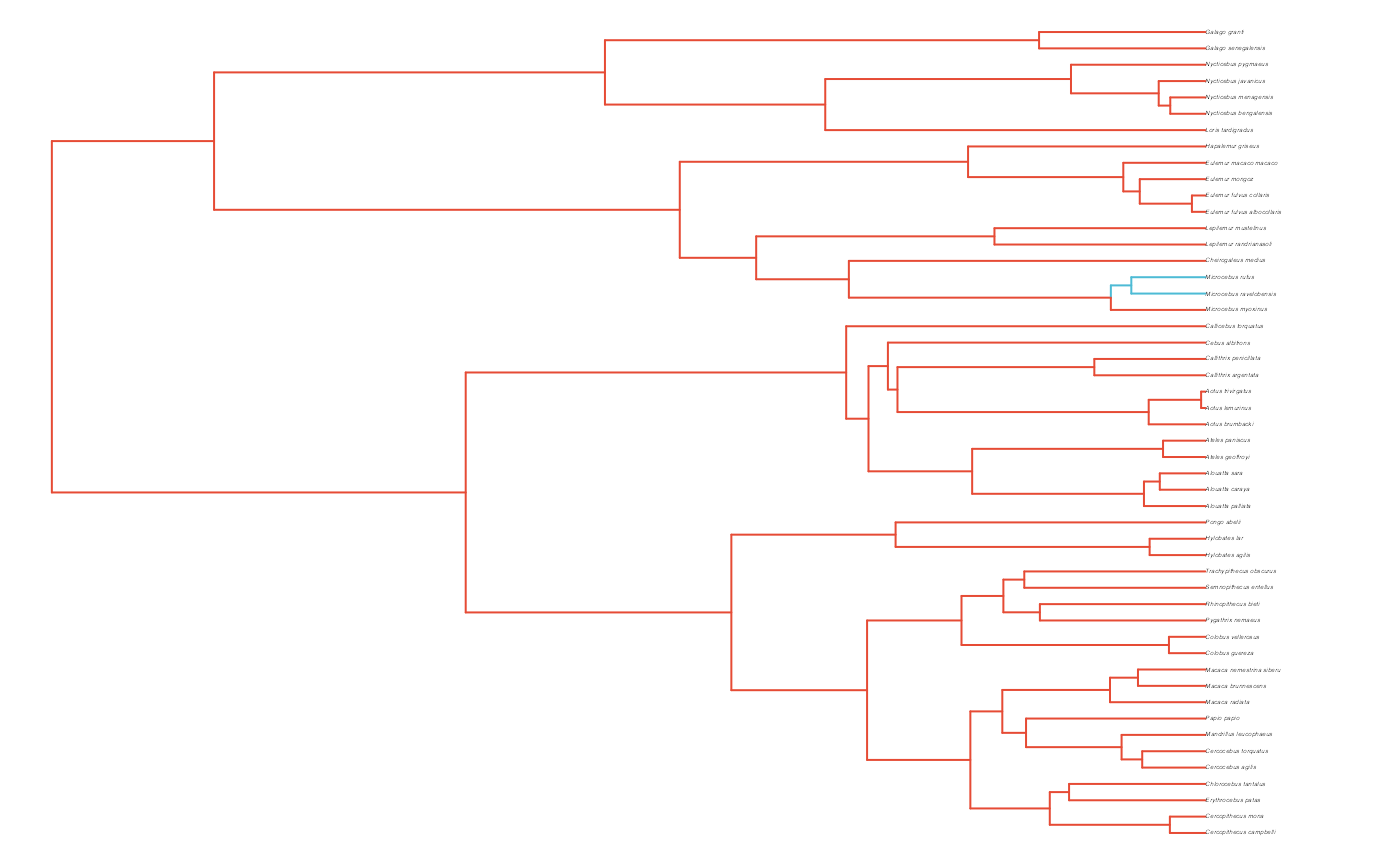 Galago granti
Galago senegalensis
Nycticebus pygmaeus
Nycticebus javanicus
Nycticebus menagensis
Nycticebus bengalensis
Loris tardigradus
Hapalemur griseus
Eulemur macaco macaco
Eulemur mongoz
Eulemur fulvus collaris
Eulemur fulvus albocollaris
Lepilemur mustelinus
Lepilemur randrianasoli
Cheirogaleus medius
Microcebus rufus
Microcebus ravelobensis
Microcebus myoxinus
Callicebus torquatus
Cebus albifrons
Callithrix penicillata
Callithrix argentata
Aotus trivirgatus
Aotus lemurinus
Aotus brumbacki
Ateles paniscus
Ateles geoffroyi
Alouatta sara
Alouatta caraya
Alouatta palliata
Pongo abelii
Hylobates lar
Hylobates agilis
Trachypithecus obscurus
Semnopithecus entellus
Rhinopithecus bieti
Pygathrix nemaeus
Colobus vellerosus
Colobus guereza
Macaca nemestrina siberu
Macaca brunnescens
Macaca radiata
Papio papio
Mandrillus leucophaeus
Cercocebus torquatus
Cercocebus agilis
Chlorocebus tantalus
Erythrocebus patas
Cercopithecus mona
Cercopithecus campbelli